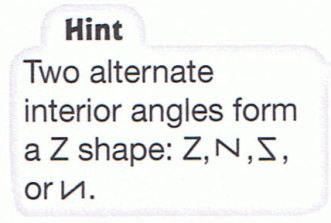 Hint
Two alternate
interior angles form
a Z shape: Z, N, Σ,
or И.